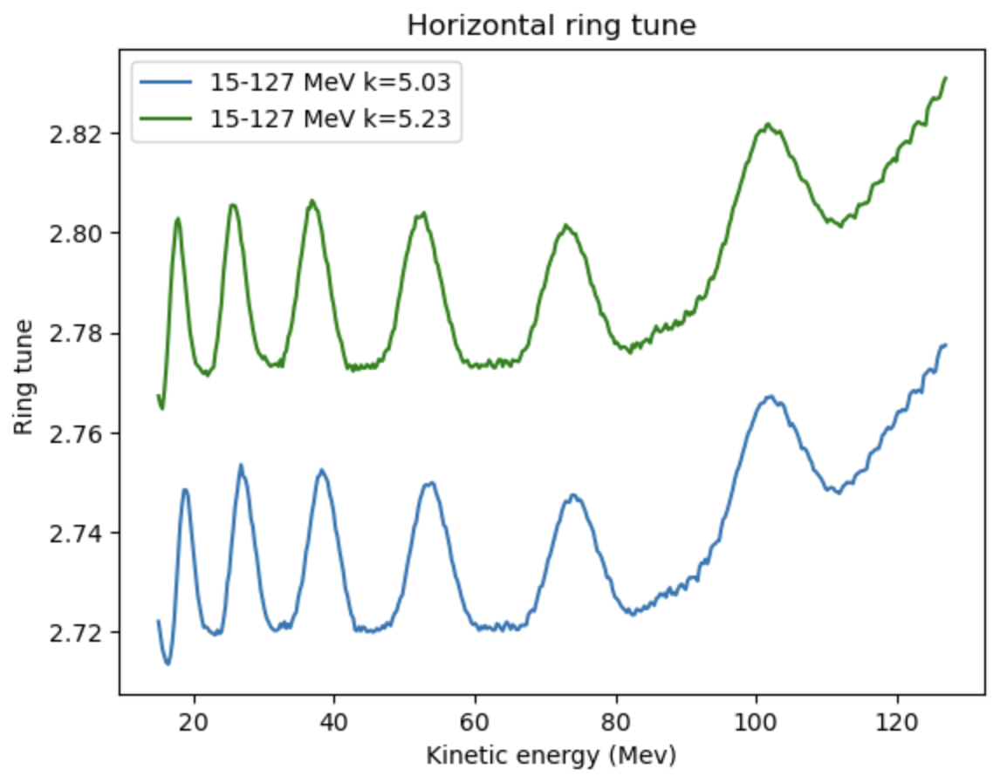 Horizontal ring tune
15-127 MeV k=5.03
15-127 MeV k=5.23
Ring tune
2.82
2.80
2.78
2.76
2.74
2.72
20 40 60 80 100 120
Kinetic energy (Mev)